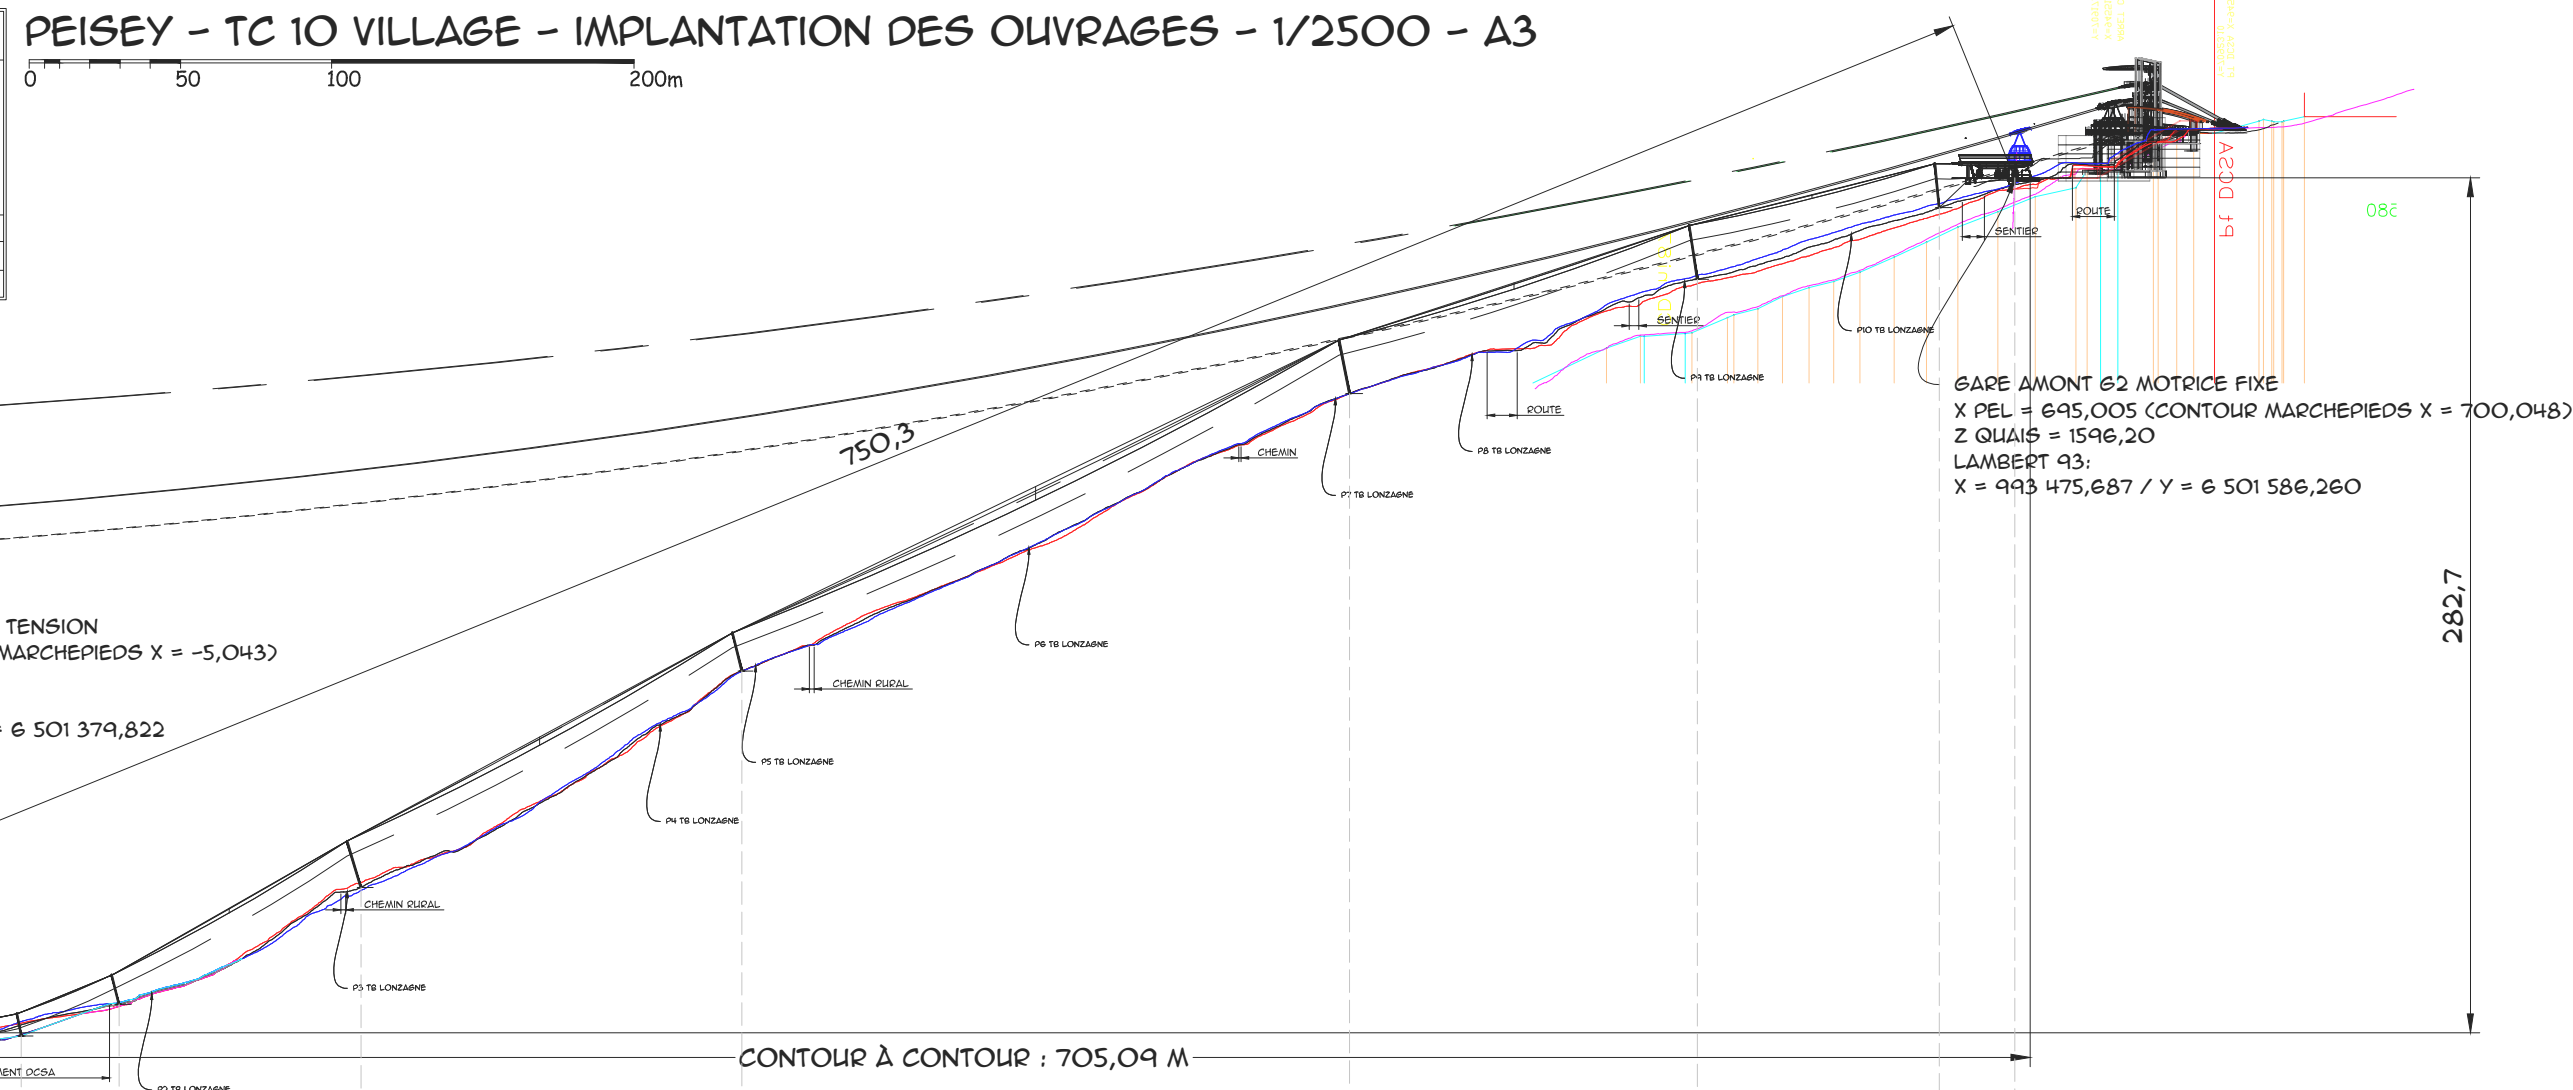 PEISEY - TC 10 VILLAGE - IMPLANTATION DES OUVRAGES - 1/2500 - A3
0 50 100 200m
750,3
P+ DCSA
580
ROUTE
SENTIER
SENTIER
P10 TB LONZAGNE
P9 TB LONZAGNE
GARE AMONT G2 MOTRICE FIXE
X PEL = 695,005 (CONTOUR MARCHEPIEDS X = 700,048)
Z QUAIS = 1596,20
LAMBERT 93:
X = 993 475,687 / Y = 6 501 586,260
ROUTE
P8 TB LONZAGNE
CHEMIN
P7 TB LONZAGNE
282,7
TENSION
MARCHEPIEDS X = -5,043)
= 6 501 379,822
P6 TB LONZAGNE
CHEMIN RURAL
P5 TB LONZAGNE
P4 TB LONZAGNE
CHEMIN RURAL
P3 TB LONZAGNE
CONTOUR À CONTOUR : 705,09 M
MENT DCSA
P2 TB LONZAGNE